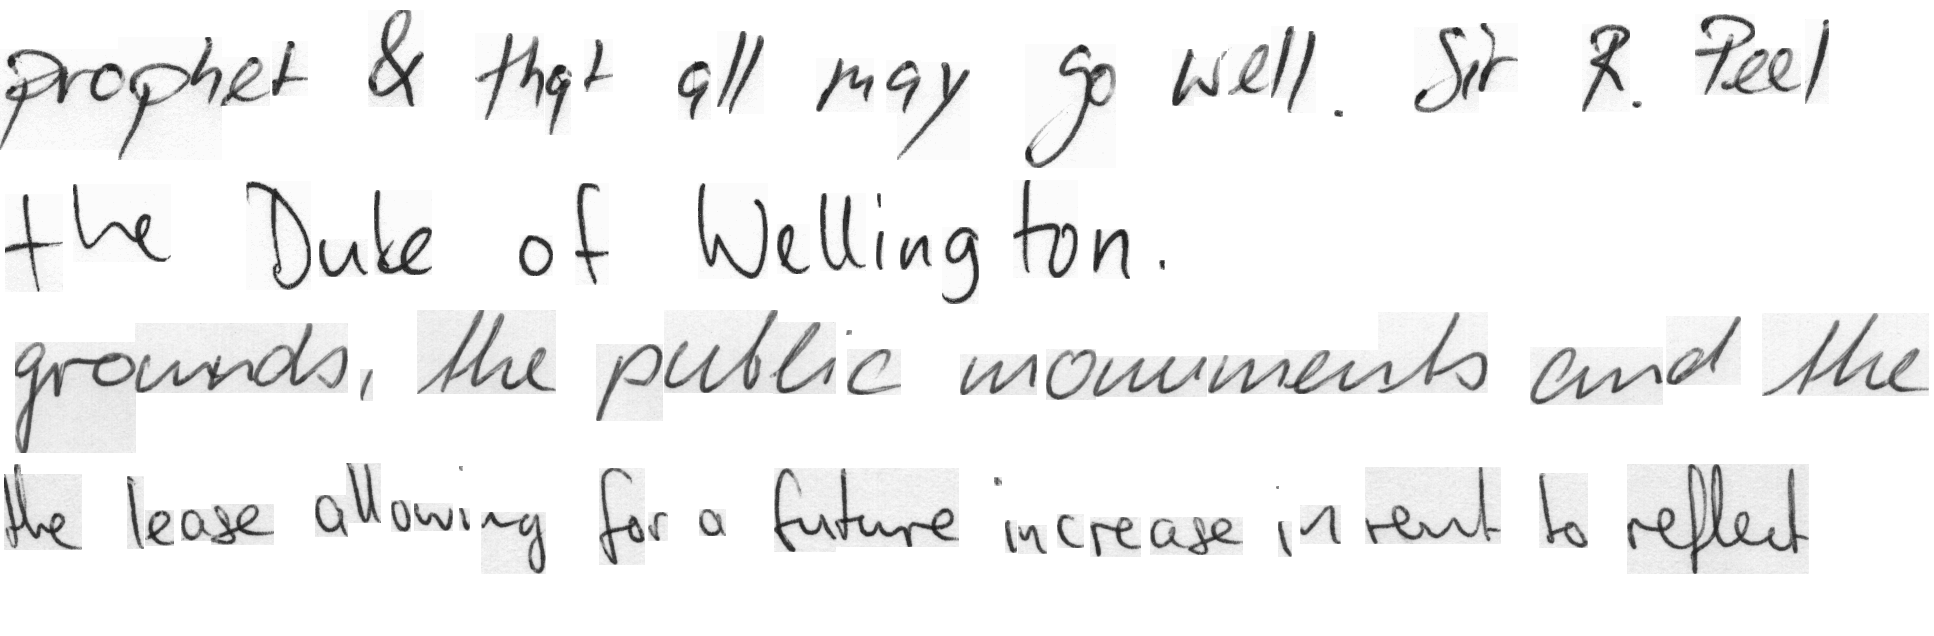 prophet & that all may go well. Sir R. Peel
the Duke of Wellington.
grounds, the public monuments and the
the lease allowing for a future increase in rent to reflect